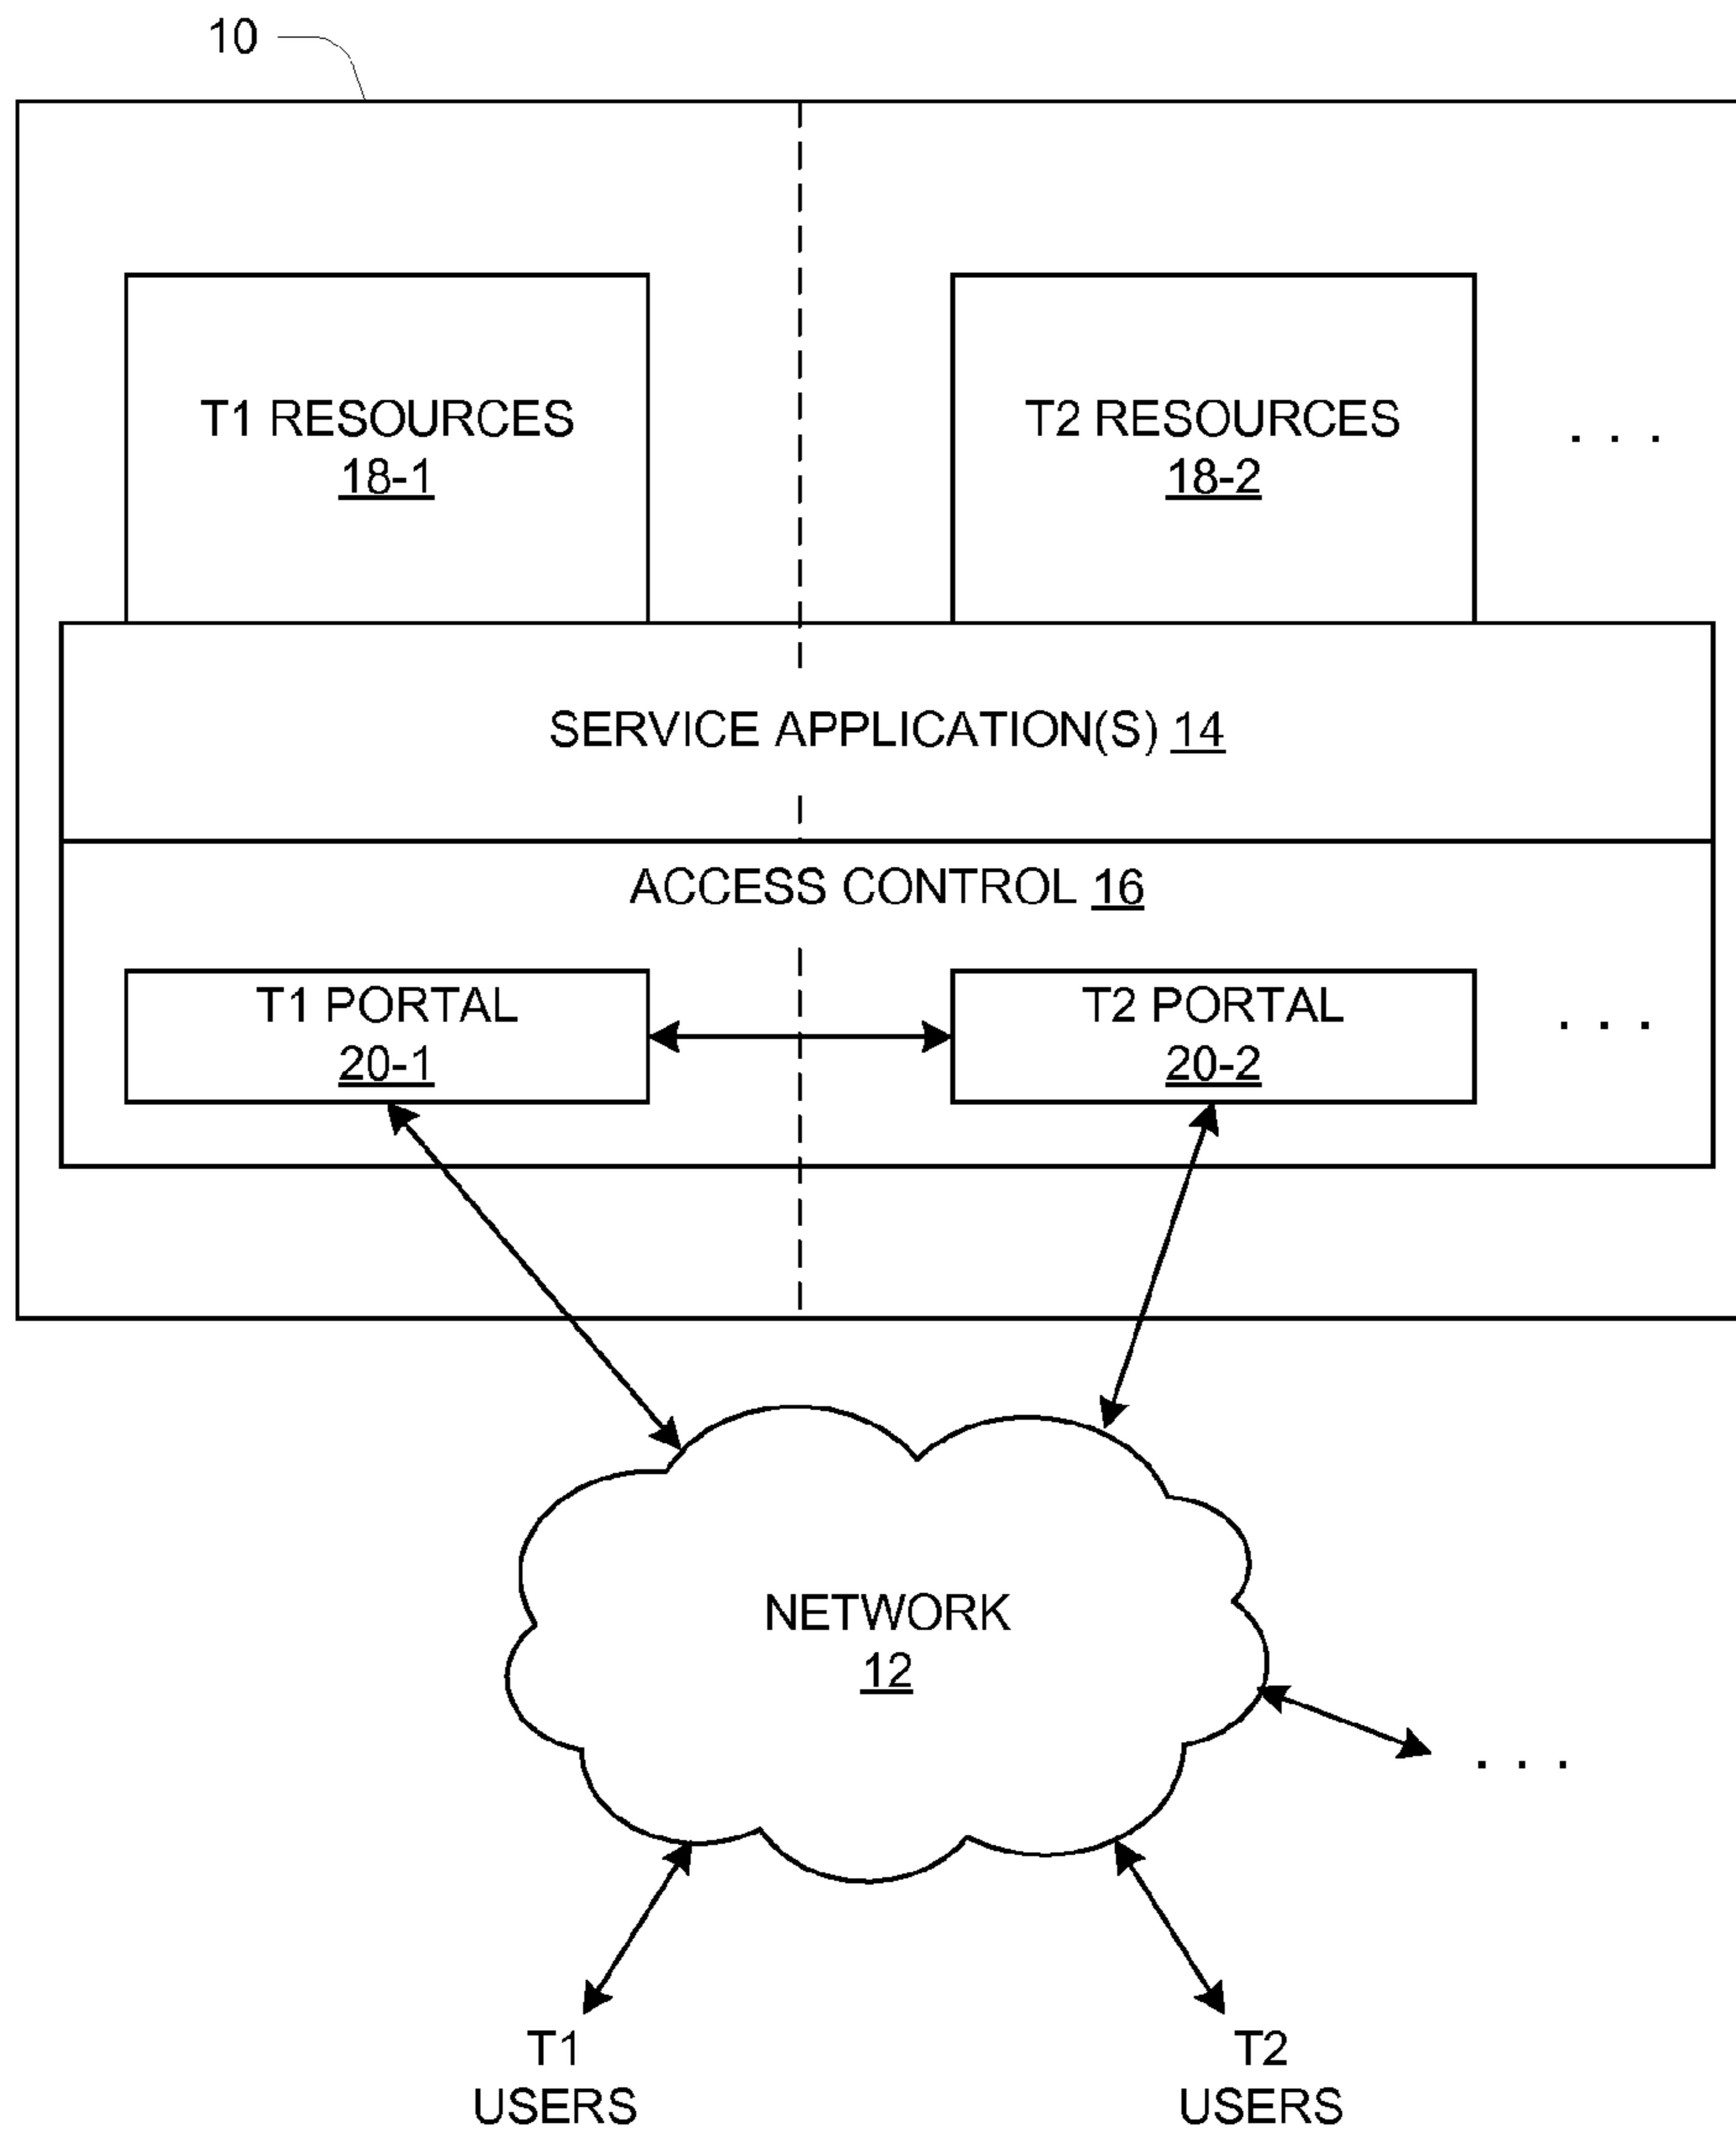 10
T1 RESOURCES
18-1
T2 RESOURCES
18-2
. . .
SERVICE APPLICATION(S) 14
ACCESS CONTROL 16
T1 PORTAL
20-1
T2 PORTAL
20-2
. . .
NETWORK
12
. . .
T1
USERS
T2
USERS